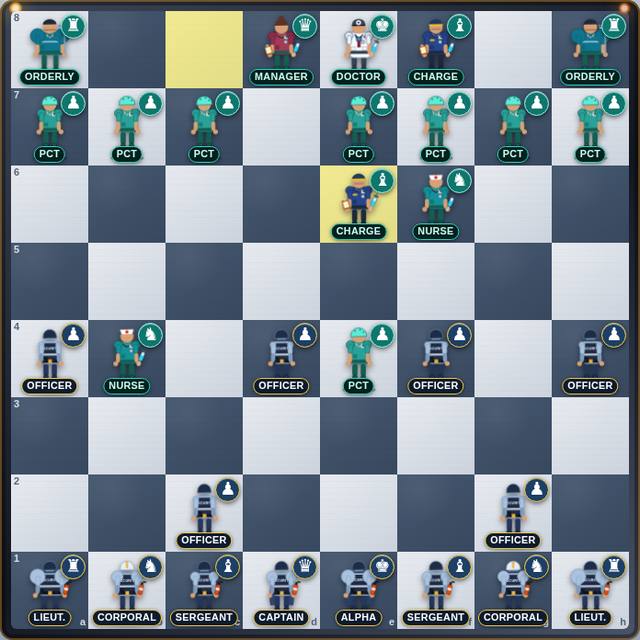 8
ORDERLY
MANAGER
DOCTOR
CHARGE
ORDERLY
7
PCT
PCT
PCT
PCT
PCT
PCT
PCT
6
CHARGE
NURSE
5
4
OFFICER
NURSE
OFFICER
PCT
OFFICER
OFFICER
3
2
OFFICER
OFFICER
1
LIEUT.
a
CORPORAL
SERGEANT
CAPTAIN
d
ALPHA
e
SERGEANT
CORPORAL
LIEUT.
h